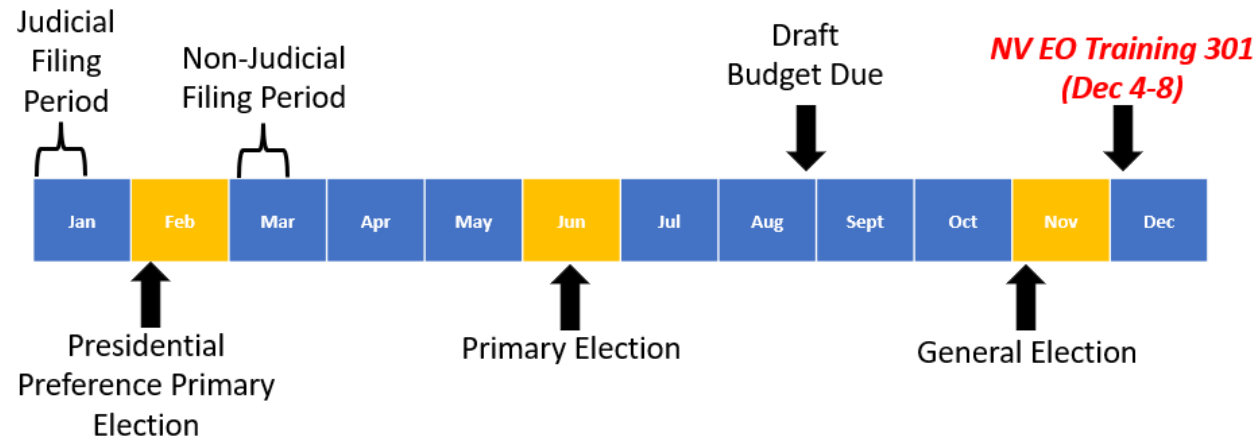 Judicial
Filing
Period
Non-Judicial
Filing Period
Draft
Budget Due
NV EO Training 301
(Dec 4-8)
Jan
Feb
Mar
Apr
May
Jun
Jul
Aug
Sept
Oct
Nov
Dec
Presidential
Preference Primary
Election
Primary Election
General Election